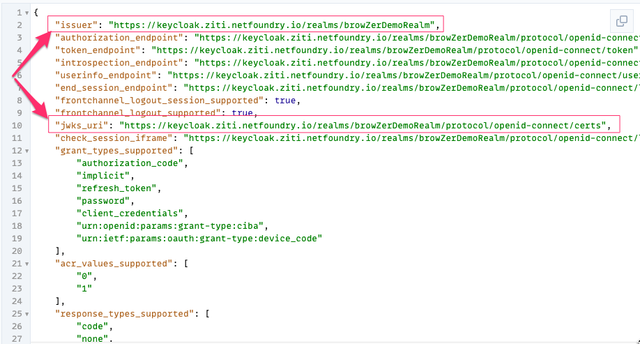 1 {
2 "issuer": "https://keycloak.ziti.netfoundry.io/realms/browZerDemoRealm",
3 "authorization_endpoint": "https://keycloak.ziti.netfoundry.io/realms/browZerDemoRealm/protocol/openid-connect
4 "token_endpoint": "https://keycloak.ziti.netfoundry.io/realms/browZerDemoRealm/protocol/openid-connect/token"
5 "introspection_endpoint": "https://keycloak.ziti.netfoundry.io/realms/browZerDemoRealm/protocol/openid-connect
6 "userinfo_endpoint": "https://keycloak.ziti.netfoundry.io/realms/browZerDemoRealm/protocol/openid-connect/use
7 "end_session_endpoint": "https://keycloak.ziti.netfoundry.io/realms/browZerDemoRealm/protocol/openid-connect/l
8 "frontchannel_logout_session_supported": true,
9 "frontchannel_logout_supported": true,
10 "jwks_uri": "https://keycloak.ziti.netfoundry.io/realms/browZerDemoRealm/protocol/openid-connect/certs",
11 "check_session_iframe": "https://keycloak.ziti.netfoundry.io/realms/browZerDemoRealm/protocol/openid-connect/l
12 "grant_types_supported": [
13 "authorization_code",
14 "implicit",
15 "refresh_token",
16 "password",
17 "client_credentials",
18 "urn:openid:params:grant-type:ciba",
19 "urn:ietf:params:oauth:grant-type:device_code"
20 ],
21 "acr_values_supported": [
22 "0",
23 "1"
24 ],
25 "response_types_supported": [
26 "code",
27 "none",